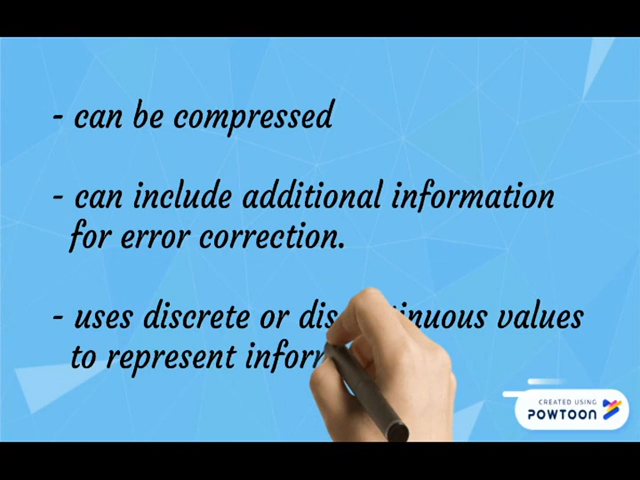 - can be compressed
- can include additional information
for error correction.
- uses discrete or values
to represent
CREATED USING
POWTOON